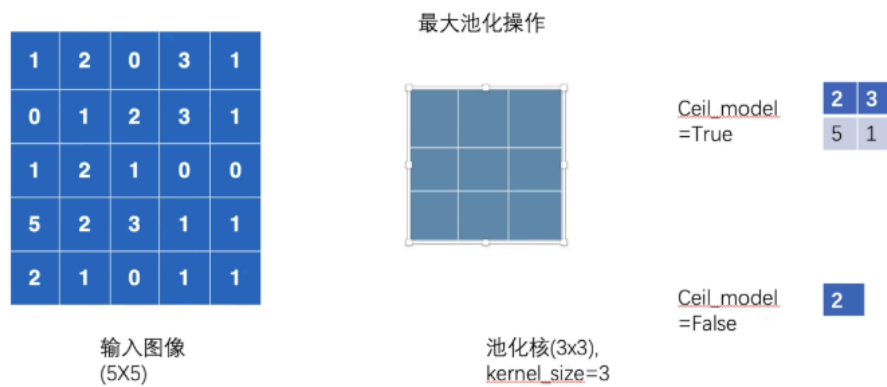 最大池化操作
1 2 0 3 1
0 1 2 3 1
1 2 1 0 0
5 2 3 1 1
2 1 0 1 1
输入图像
(5X5)
池化核(3x3),
kernel_size=3
Ceil_model
=True
2 3
5 1
Ceil_model
=False
2